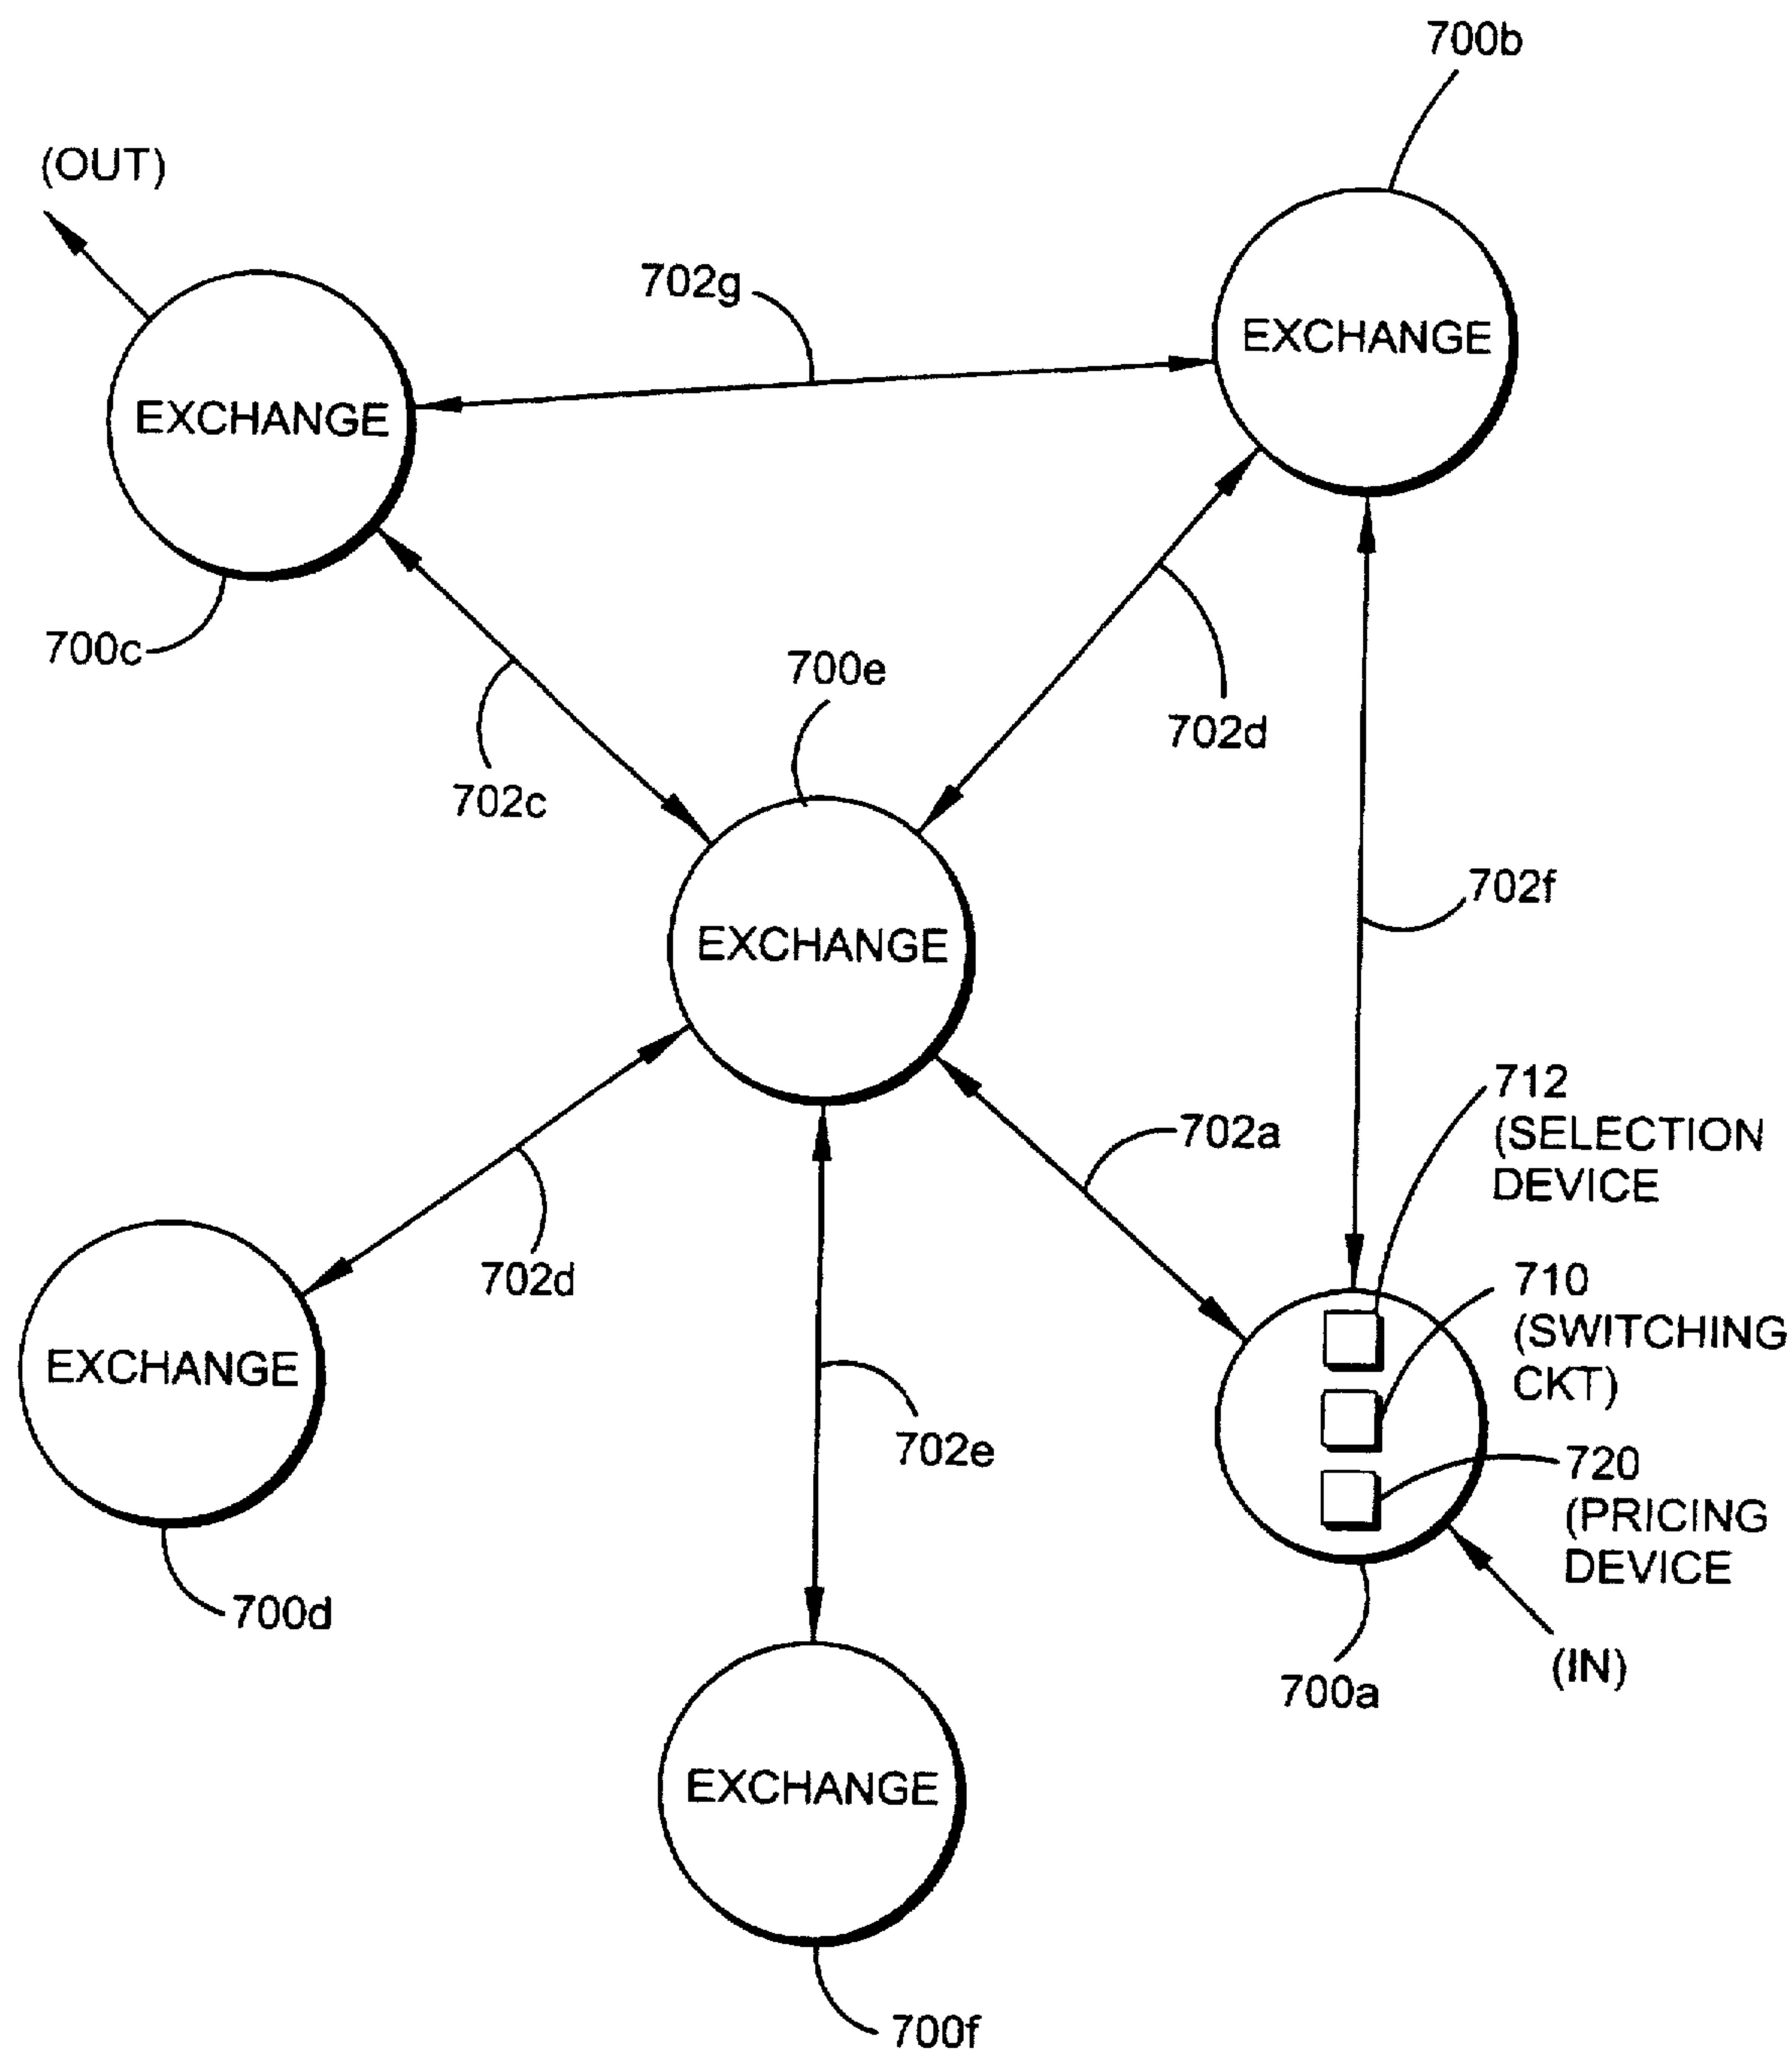 700b
(OUT)
702g
EXCHANGE
EXCHANGE
700c
700e
702d
702c
702f
EXCHANGE
712
(SELECTION
DEVICE
702a
702d
710
(SWITCHING
CKT)
EXCHANGE
702e
720
(PRICING
DEVICE
700d
(IN)
700a
EXCHANGE
700f